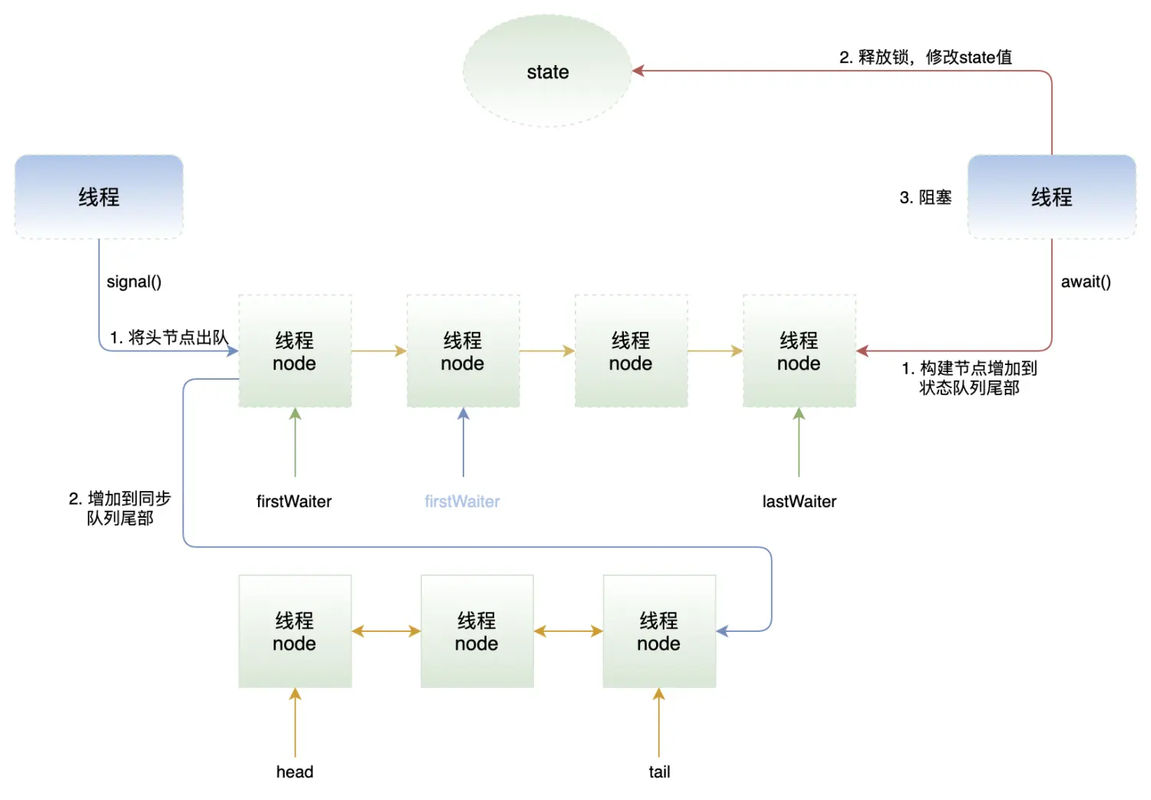 state
2. 释放锁，修改state值
线程
3. 阻塞
线程
signal()
await()
1. 将头节点出队
线程
node
线程
node
线程
node
线程
node
1. 构建节点增加到
状态队列尾部
2. 增加到同步
队列尾部
firstWaiter
firstWaiter
lastWaiter
线程
node
线程
node
线程
node
head
tail